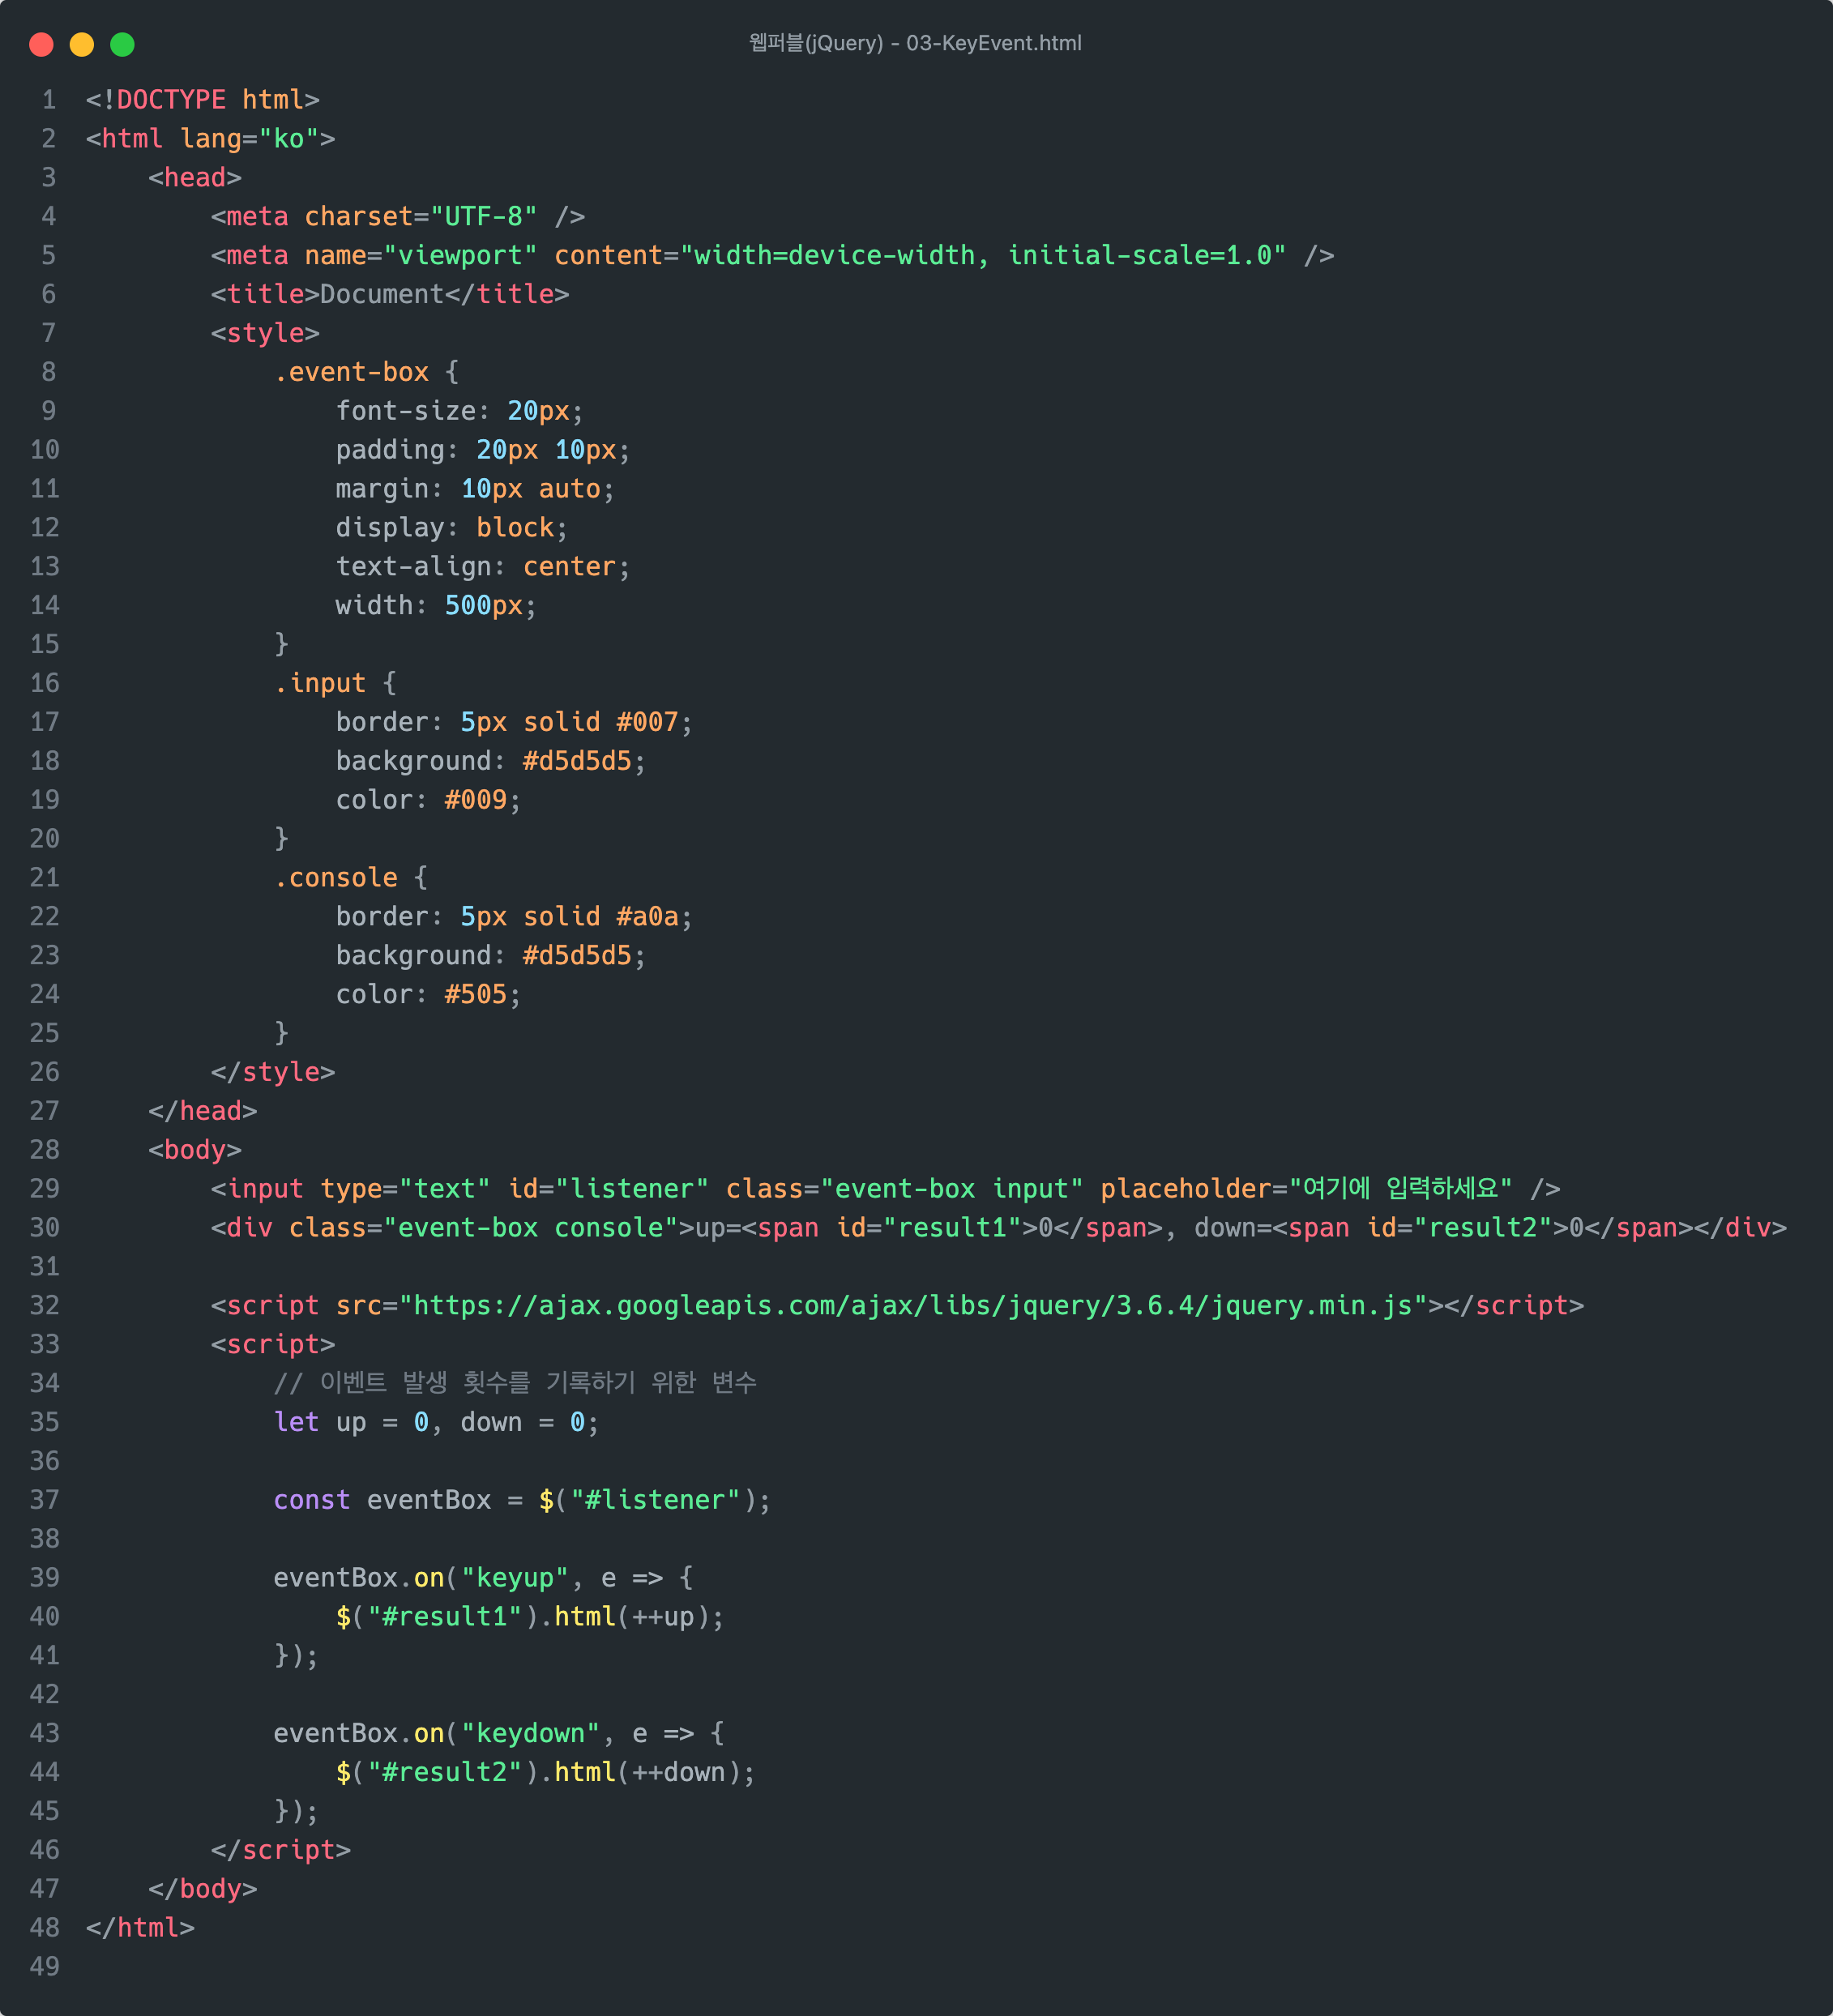 웹퍼블(jQuery) - 03-KeyEvent.html
1 <!DOCTYPE html>
2 <html lang="ko">
3     <head>
4         <meta charset="UTF-8" />
5         <meta name="viewport" content="width=device-width, initial-scale=1.0" />
6         <title>Document</title>
7         <style>
8             .event-box {
9                 font-size: 20px;
10                 padding: 20px 10px;
11                 margin: 10px auto;
12                 display: block;
13                 text-align: center;
14                 width: 500px;
15             }
16             .input {
17                 border: 5px solid #007;
18                 background: #d5d5d5;
19                 color: #009;
20             }
21             .console {
22                 border: 5px solid #a0a;
23                 background: #d5d5d5;
24                 color: #505;
25             }
26         </style>
27     </head>
28     <body>
29         <input type="text" id="listener" class="event-box input" placeholder="여기에 입력하세요" />
30         <div class="event-box console">up=<span id="result1">0</span>, down=<span id="result2">0</span></div>
31
32         <script src="https://ajax.googleapis.com/ajax/libs/jquery/3.6.4/jquery.min.js"></script>
33         <script>
34             // 이벤트 발생 횟수를 기록하기 위한 변수
35             let up = 0, down = 0;
36
37             const eventBox = $("#listener");
38
39             eventBox.on("keyup", e => {
40                 $("#result1").html(++up);
41             });
42
43             eventBox.on("keydown", e => {
44                 $("#result2").html(++down);
45             });
46         </script>
47     </body>
48 </html>
49